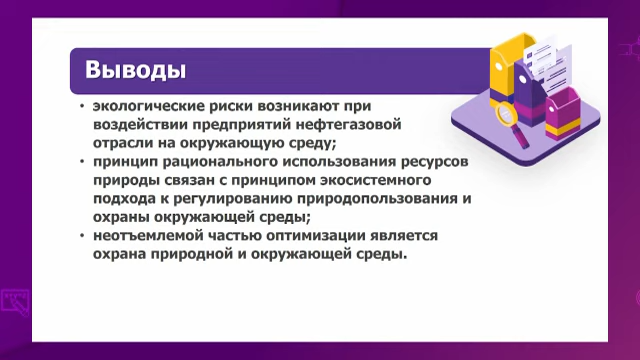 Выводы
• экологические риски возникают при
воздействии предприятий нефтегазовой
отрасли на окружающую среду;
• принцип рационального использования ресурсов
природы связан с принципом экосистемного
подхода к регулированию природопользования и
охраны окружающей среды;
• неотъемлемой частью оптимизации является
охрана природной и окружающей среды.